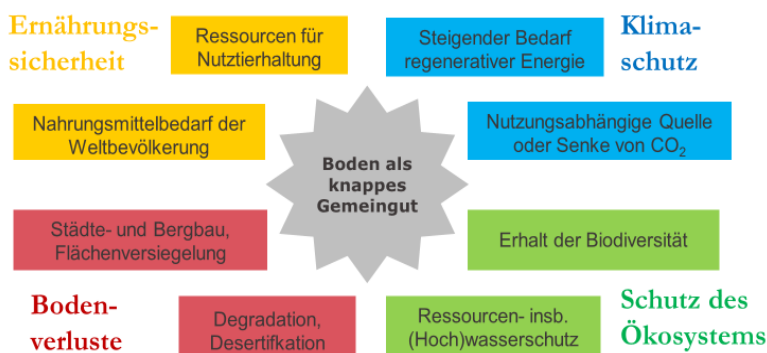 Ernährungs-
sicherheit
Ressourcen für
Nutztierhaltung
Steigender Bedarf
regenerativer Energie
Klima-
schutz
Nahrungsmittelbedarf der
Weltbevölkerung
Boden als
knappes
Gemeingut
Nutzungsabhängige Quelle
oder Senke von CO₂
Städte- und Bergbau,
Flächenversiegelung
Erhalt der Biodiversität
Boden-
verluste
Degradation,
Desertifkation
Ressourcen- insb.
(Hoch)wasserschutz
Schutz des
Ökosystems